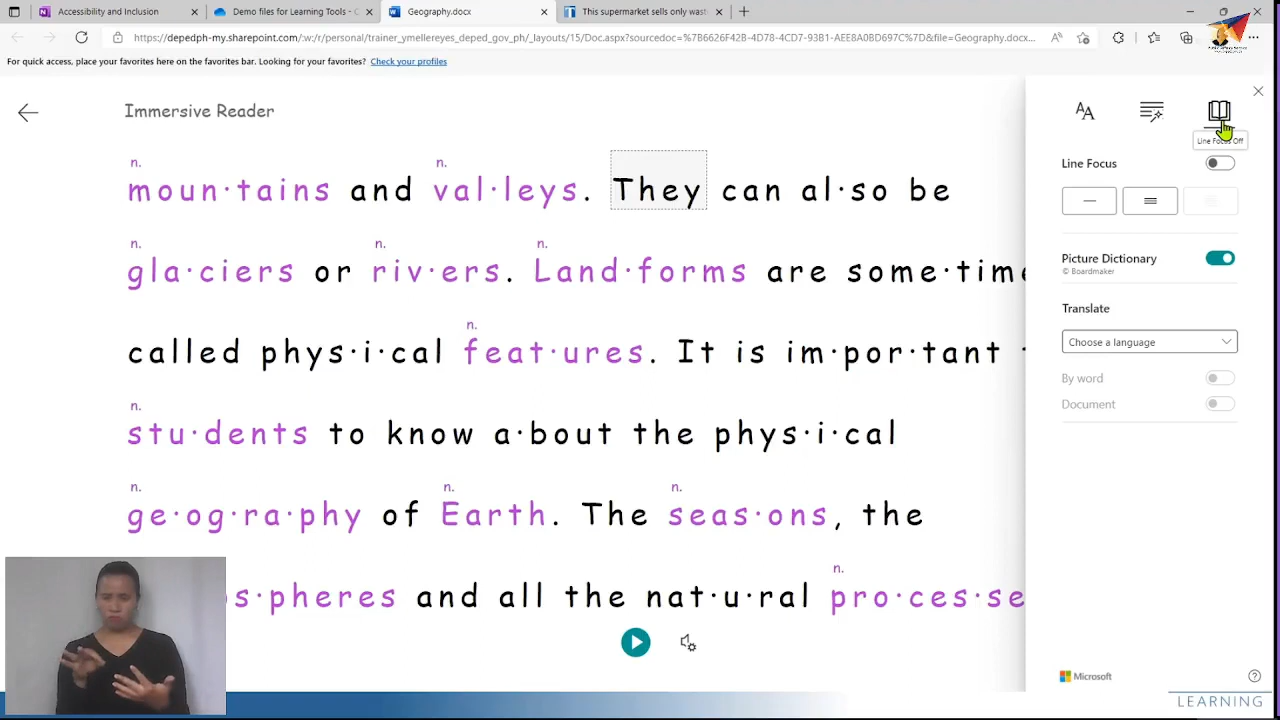 Accessibility and Inclusion
Demo files for Learning Tools - C
Geography.docx
This supermarket sells only wast
https://depedph-my.sharepoint.com/:w:/r/personal/trainer_ymellereyes_deped_gov_ph/_layouts/15/Doc.aspx?sourcedoc=%7B6626F42B-4D78-4CD7-93B1-AEE8A0BD697C%7D&file=Geography.docx...
For quick access, place your favorites here on the favorites bar. Looking for your favorites? Check your profiles
Immersive Reader
n. n.
moun·tains and val·leys. They can al·so be
n. n. n.
gla·ciers or riv·ers. Land·forms are some·time
n.
called phys·i·cal feat·ures. It is im·por·tant
n.
stu·dents to know a·bout the phys·i·cal
n. n. n.
ge·og·ra·phy of Earth. The seas·ons, the
n.
s·pheres and all the nat·u·ral pro·ces·se
Line Focus Off
Line Focus
Picture Dictionary
© Boardmaker
Translate
Choose a language
By word
Document
Microsoft
LEARNING